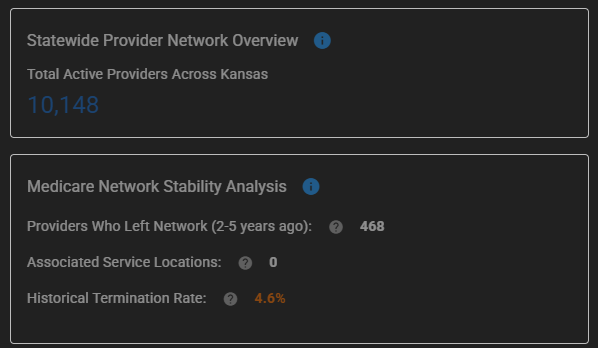 Statewide Provider Network Overview
Total Active Providers Across Kansas
10,148
Medicare Network Stability Analysis
Providers Who Left Network (2-5 years ago): 468
Associated Service Locations: 0
Historical Termination Rate: 4.6%